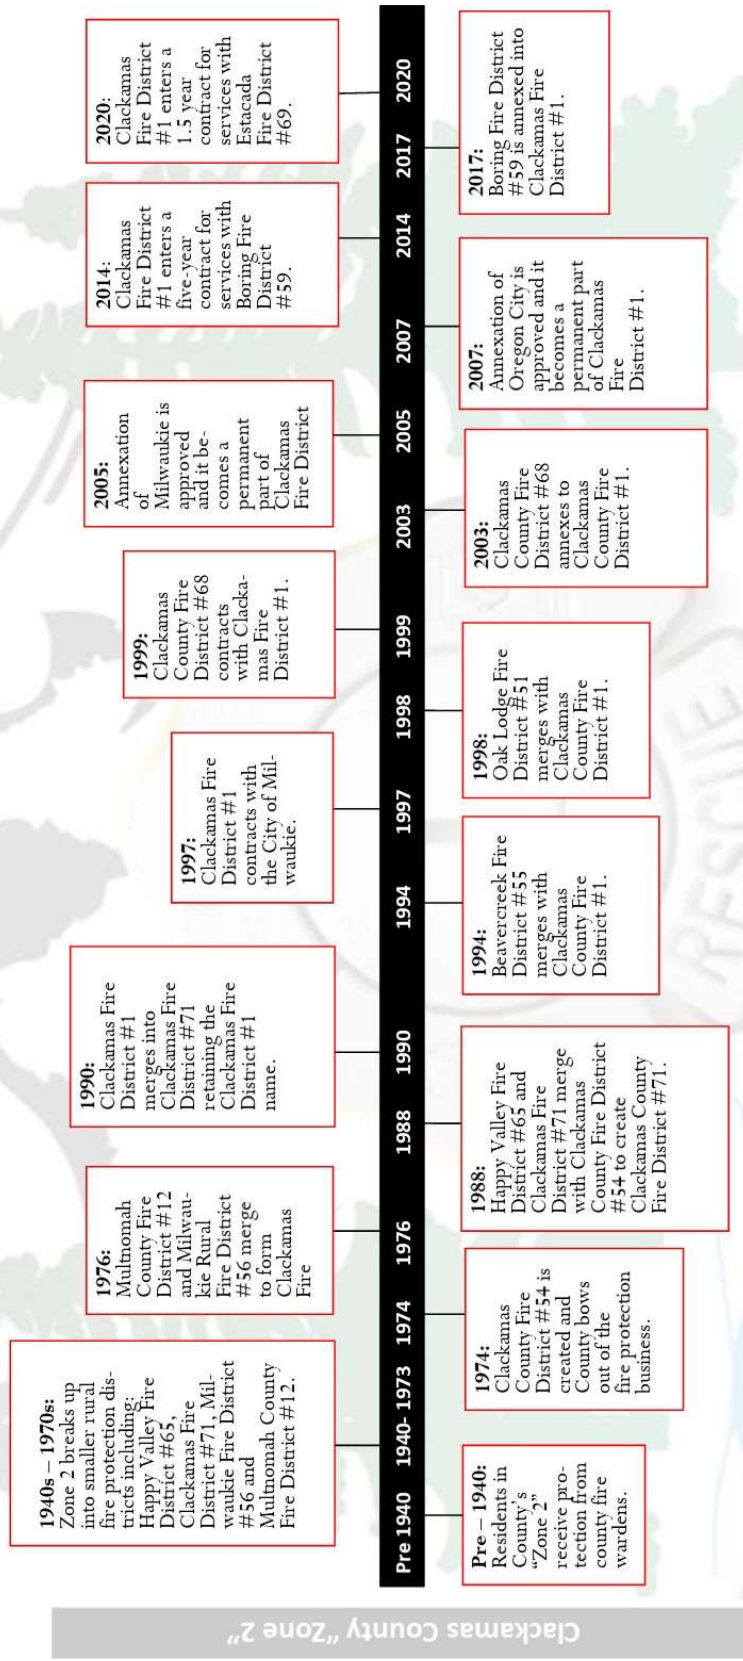 Clackamas County "Zone 2"
1940s – 1970s:
Zone 2 breaks up
into smaller rural
fire protection dis-
tricts including:
Happy Valley Fire
District #65,
Clackamas Fire
District #71, Mil-
waukie Fire District
#56 and
Multnomah County
Fire District #12.
1976:
Multnomah
County Fire
District #12
and Milwau-
kie Rural
Fire District
#56 merge
to form
Clackamas
Fire
1990:
Clackamas Fire
District #1
merges into
Clackamas Fire
District #71
retaining the
Clackamas Fire
District #1
name.
1997:
Clackamas Fire
District #1
contracts with
the City of Mil-
waukie.
1999:
Clackamas
County Fire
District #68
contracts
with Clacka-
mas Fire
District #1.
2005:
Annexation
of
Milwaukie is
approved
and it be-
comes a
permanent
part of
Clackamas
Fire District
2014:
Clackamas
Fire District
#1 enters a
five-year
contract for
services with
Boring Fire
District
#59.
2020:
Clackamas
Fire District
#1 enters a
1.5 year
contract for
services with
Estacada
Fire District
#69.
Pre 1940 1940- 1973 1974 1976 1988 1990 1994 1997 1998 1999 2003 2005 2007 2014 2017 2020
Pre – 1940:
Residents in
County's
"Zone 2"
receive pro-
tection from
county fire
wardens.
1974:
Clackamas
County Fire
District #54 is
created and
County bows
out of the
fire protection
business.
1988:
Happy Valley Fire
District #65 and
Clackamas Fire
District #71 merge
with Clackamas
County Fire District
#54 to create
Clackamas County
Fire District #71.
1994:
Beavercreek Fire
District #55
merges with
Clackamas
County Fire
District #1.
1998:
Oak Lodge Fire
District #51
merges with
Clackamas
County Fire
District #1.
2003:
Clackamas
County Fire
District #68
annexes to
Clackamas
County Fire
District #1.
2007:
Annexation of
Oregon City is
approved and it
becomes a
permanent part
of Clackamas
Fire
District #1.
2017:
Boring Fire District
#59 is annexed into
Clackamas Fire
District #1.
RESCUE